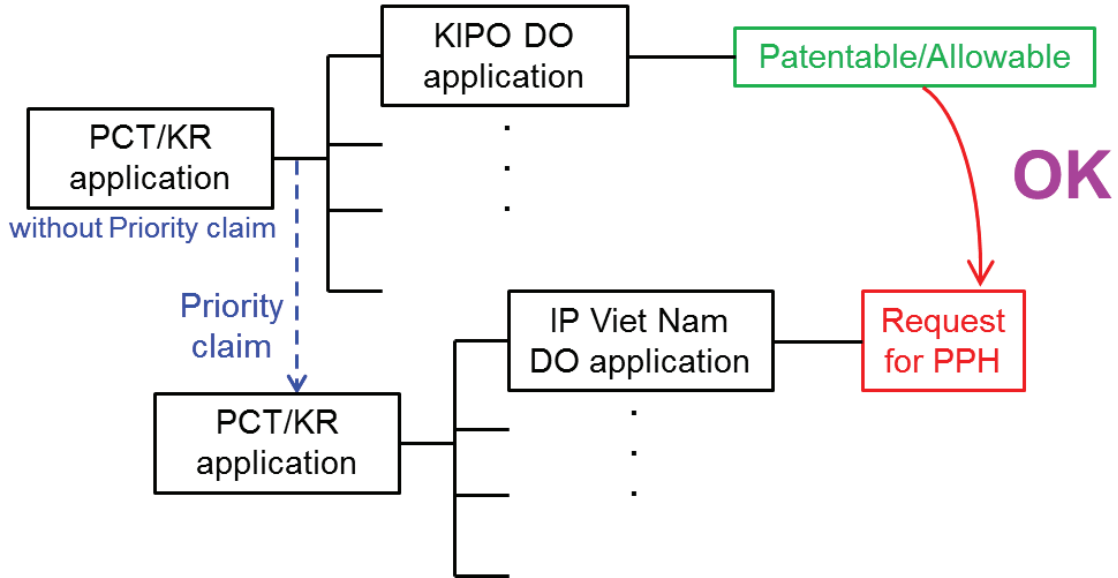 KIPO DO
application
Patentable/Allowable
PCT/KR
application
without Priority claim
OK
Priority
claim
IP Viet Nam
DO application
Request
for PPH
PCT/KR
application